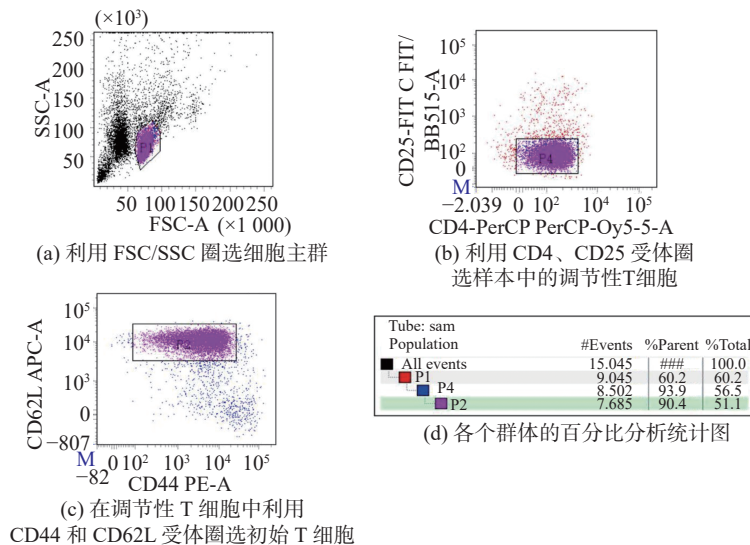 (×10³)
250
200
150
100
50
SSC-A
P1
50 100 150 200 250
FSC-A (×1 000)
(a) 利用 FSC/SSC 圈选细胞主群
10⁵
10⁴
10³
10²
0
CD25-FIT C FIT/
BB515-A
P4
M
−2.039 0 10² 10³ 10⁴ 10⁵
CD4-PerCP PerCP-Oy5-5-A
(b) 利用 CD4、CD25 受体圈
选样本中的调节性T细胞
10⁵
10⁴
10³
0
−807
CD62L APC-A
P2
M
−82
0 10² 10³ 10⁴ 10⁵
CD44 PE-A
(c) 在调节性 T 细胞中利用
CD44 和 CD62L 受体圈选初始 T 细胞
Tube: sam
Population #Events %Parent %Total
All events 15.045 ### 100.0
P1 9.045 60.2 60.2
P4 8.502 93.9 56.5
P2 7.685 90.4 51.1
(d) 各个群体的百分比分析统计图